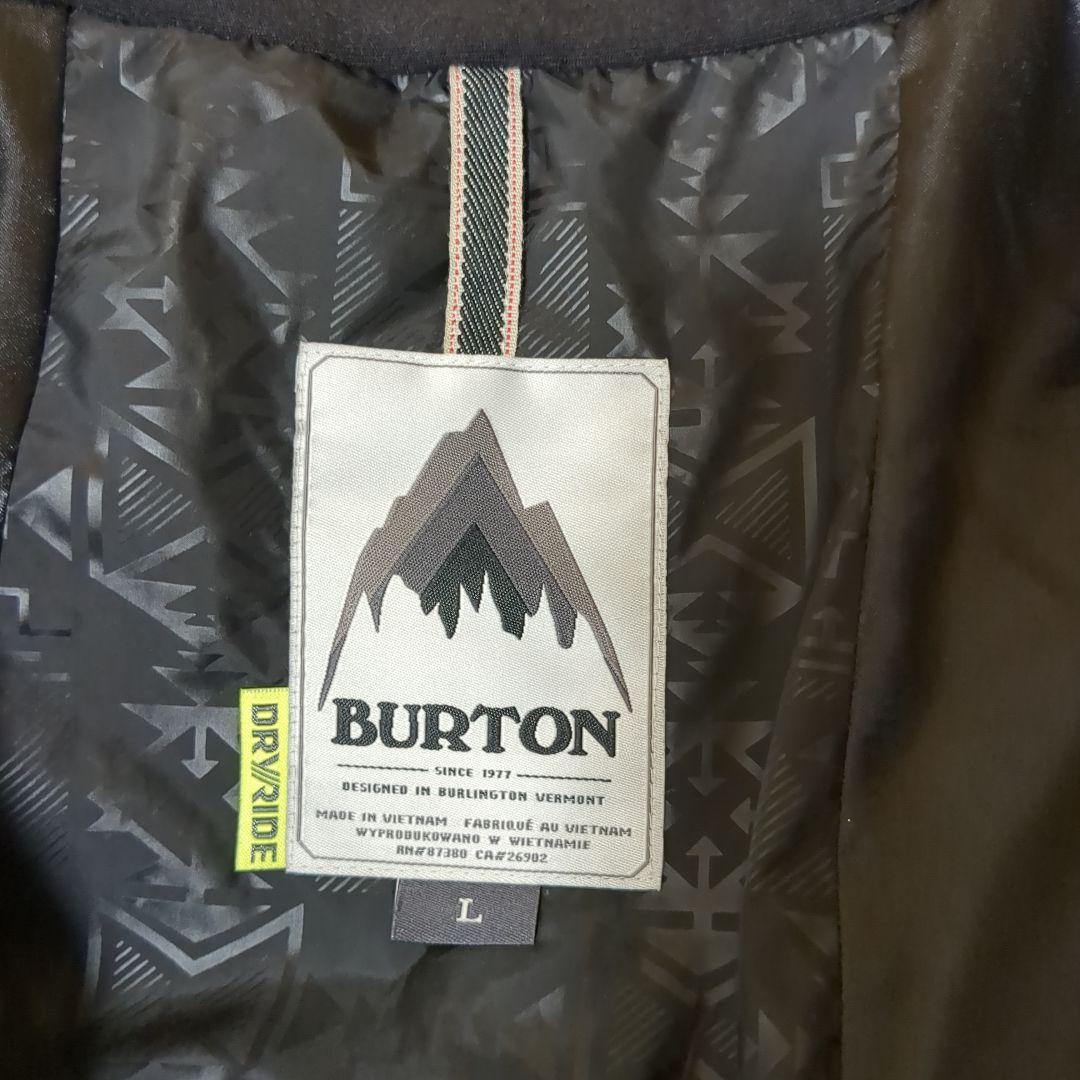 BURTON
SINCE 1977
DESIGNED IN BURLINGTON VERMONT
MADE IN VIETNAM FABRIQUÉ AU VIETNAM
WYPRODUKOWANO W WIETNAMIE
RN#87380 CA#26902
DRY//RIDE
L